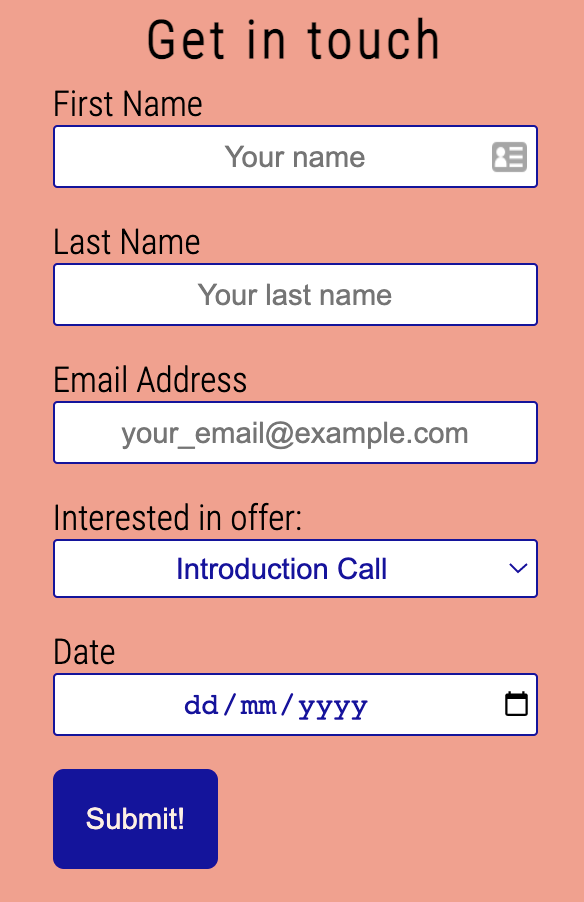 Get in touch
First Name
Your name
Last Name
Your last name
Email Address
your_email@example.com
Interested in offer:
Introduction Call
Date
dd/mm/yyyy
Submit!